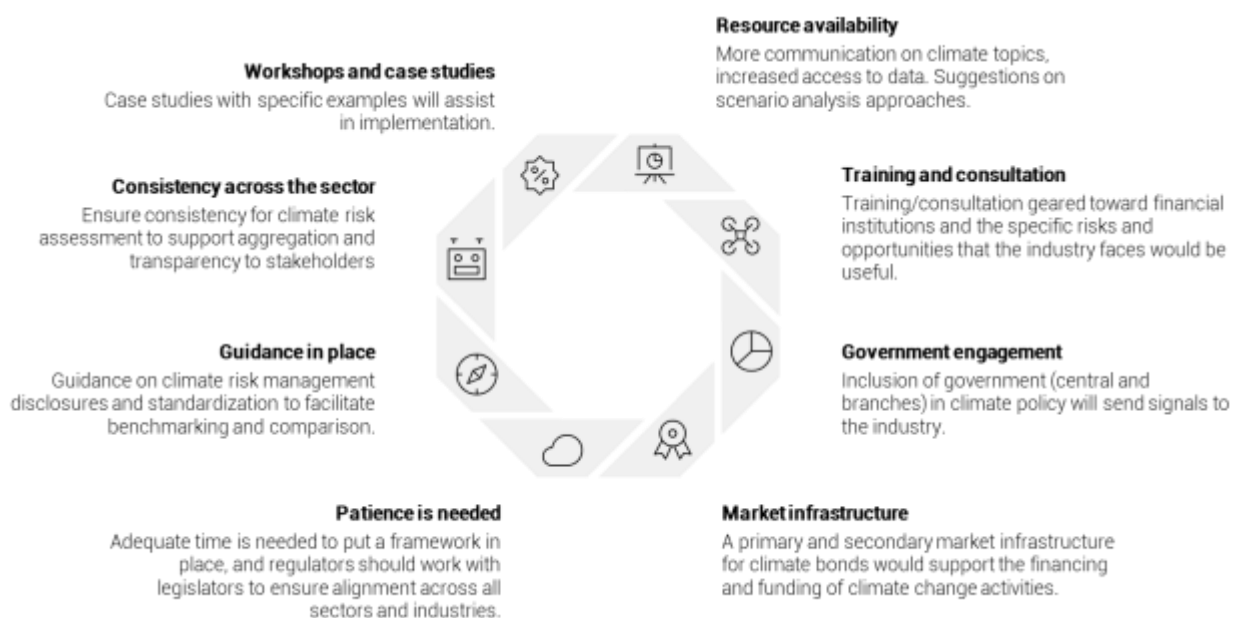 Resource availability
More communication on climate topics,
increased access to data. Suggestions on
scenario analysis approaches.
Workshops and case studies
Case studies with specific examples will assist
in implementation.
Training and consultation
Training/consultation geared toward financial
institutions and the specific risks and
opportunities that the industry faces would be
useful.
Consistency across the sector
Ensure consistency for climate risk
assessment to support aggregation and
transparency to stakeholders
Government engagement
Inclusion of government (central and
branches) in climate policy will send signals to
the industry.
Guidance in place
Guidance on climate risk management
disclosures and standardization to facilitate
benchmarking and comparison.
Market infrastructure
A primary and secondary market infrastructure
for climate bonds would support the financing
and funding of climate change activities.
Patience is needed
Adequate time is needed to put a framework in
place, and regulators should work with
legislators to ensure alignment across all
sectors and industries.